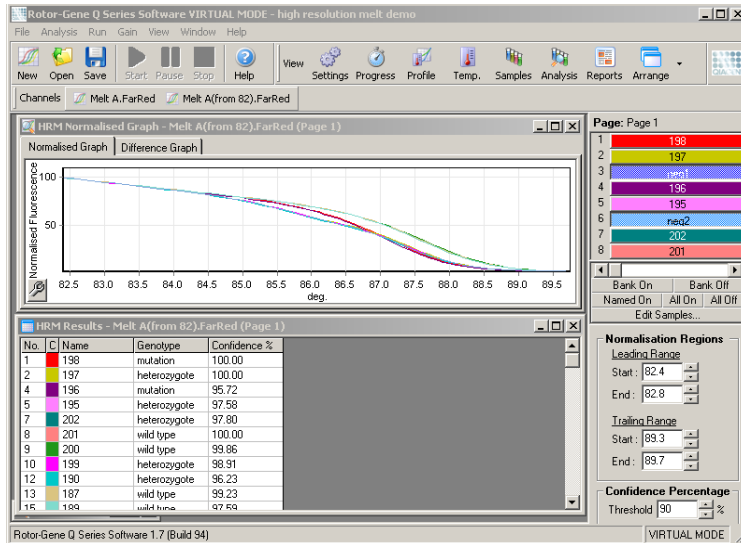 Rotor-Gene Q Series Software VIRTUAL MODE - high resolution melt demo
File Analysis Run Gain View Window Help
New Open Save Start Pause Stop Help View Settings Progress Profile Temp. Samples Analysis Reports Arrange
QIAGEN
Channels Melt A.FarRed Melt A(from 82).FarRed
HRM Normalised Graph - Melt A(from 82).FarRed (Page 1)
Normalised Graph Difference Graph
Normalised Fluorescence
100
50
82.5 83.0 83.5 84.0 84.5 85.0 85.5 86.0 86.5 87.0 87.5 88.0 88.5 89.0 89.5
deg.
HRM Results - Melt A(from 82).FarRed (Page 1)
No. C Name Genotype Confidence %
1 198 mutation 100.00
2 197 heterozygote 100.00
4 196 mutation 95.72
5 195 heterozygote 97.58
7 202 heterozygote 97.80
8 201 wild type 100.00
9 200 wild type 99.86
10 199 heterozygote 98.91
12 190 heterozygote 96.23
13 187 wild type 99.23
15 189 wild type 97.59
Page: Page 1
1 198
2 197
3 neg1
4 196
5 195
6 neg2
7 202
8 201
Bank On Bank Off
Named On All On All Off
Edit Samples...
Normalisation Regions
Leading Range
Start: 82.4
End: 82.8
Trailing Range
Start: 89.3
End: 89.7
Confidence Percentage
Threshold 90 %
Rotor-Gene Q Series Software 1.7 (Build 94) VIRTUAL MODE